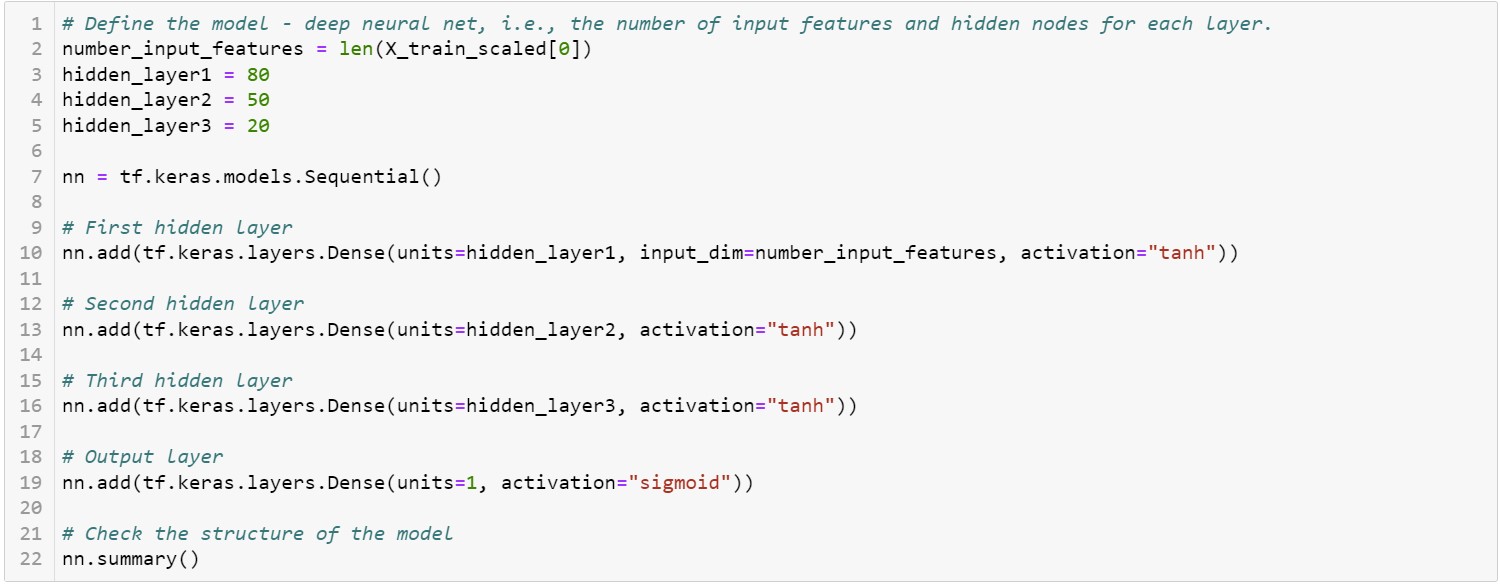 1 # Define the model - deep neural net, i.e., the number of input features and hidden nodes for each layer.
2 number_input_features = len(X_train_scaled[0])
3 hidden_layer1 = 80
4 hidden_layer2 = 50
5 hidden_layer3 = 20
6
7 nn = tf.keras.models.Sequential()
8
9 # First hidden layer
10 nn.add(tf.keras.layers.Dense(units=hidden_layer1, input_dim=number_input_features, activation="tanh"))
11
12 # Second hidden layer
13 nn.add(tf.keras.layers.Dense(units=hidden_layer2, activation="tanh"))
14
15 # Third hidden layer
16 nn.add(tf.keras.layers.Dense(units=hidden_layer3, activation="tanh"))
17
18 # Output layer
19 nn.add(tf.keras.layers.Dense(units=1, activation="sigmoid"))
20
21 # Check the structure of the model
22 nn.summary()